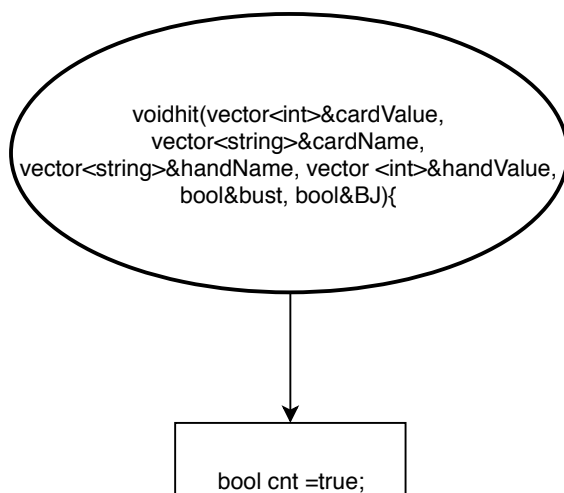 voidhit(vector<int>&cardValue,
vector<string>&cardName,
vector<string>&handName, vector <int>&handValue,
bool&bust, bool&BJ){
bool cnt =true;